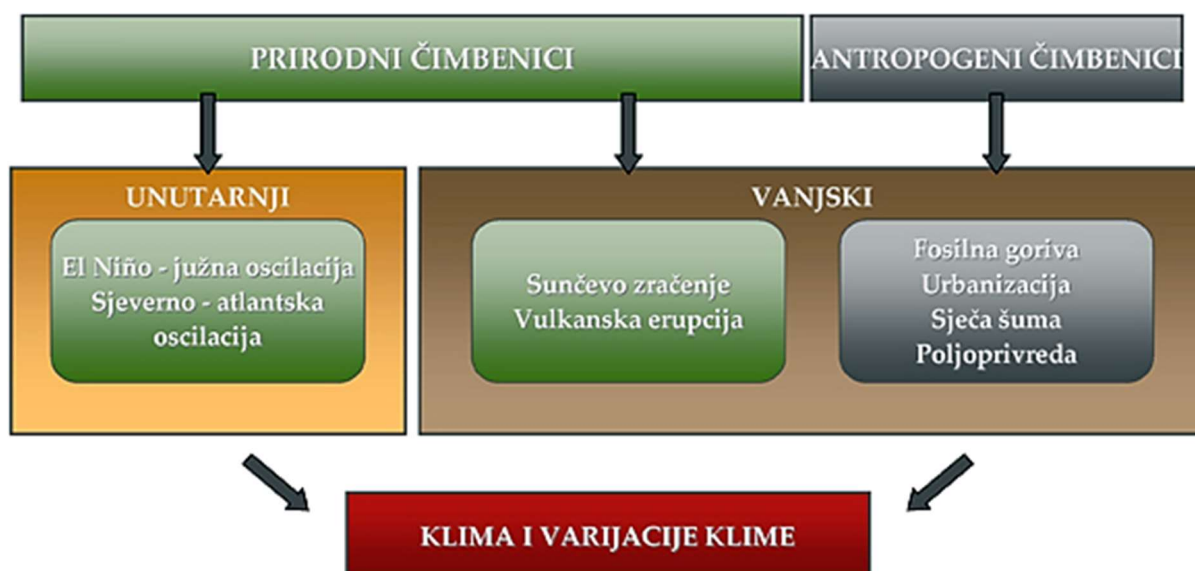 PRIRODNI ČIMBENICI
ANTROPOGENI ČIMBENICI
UNUTARNJI
El Niño - južna oscilacija
Sjeverno - atlantska
oscilacija
VANJSKI
Sunčevo zračenje
Vulkanska erupcija
Fosilna goriva
Urbanizacija
Sječa šuma
Poljoprivreda
KLIMA I VARIJACIJE KLIME